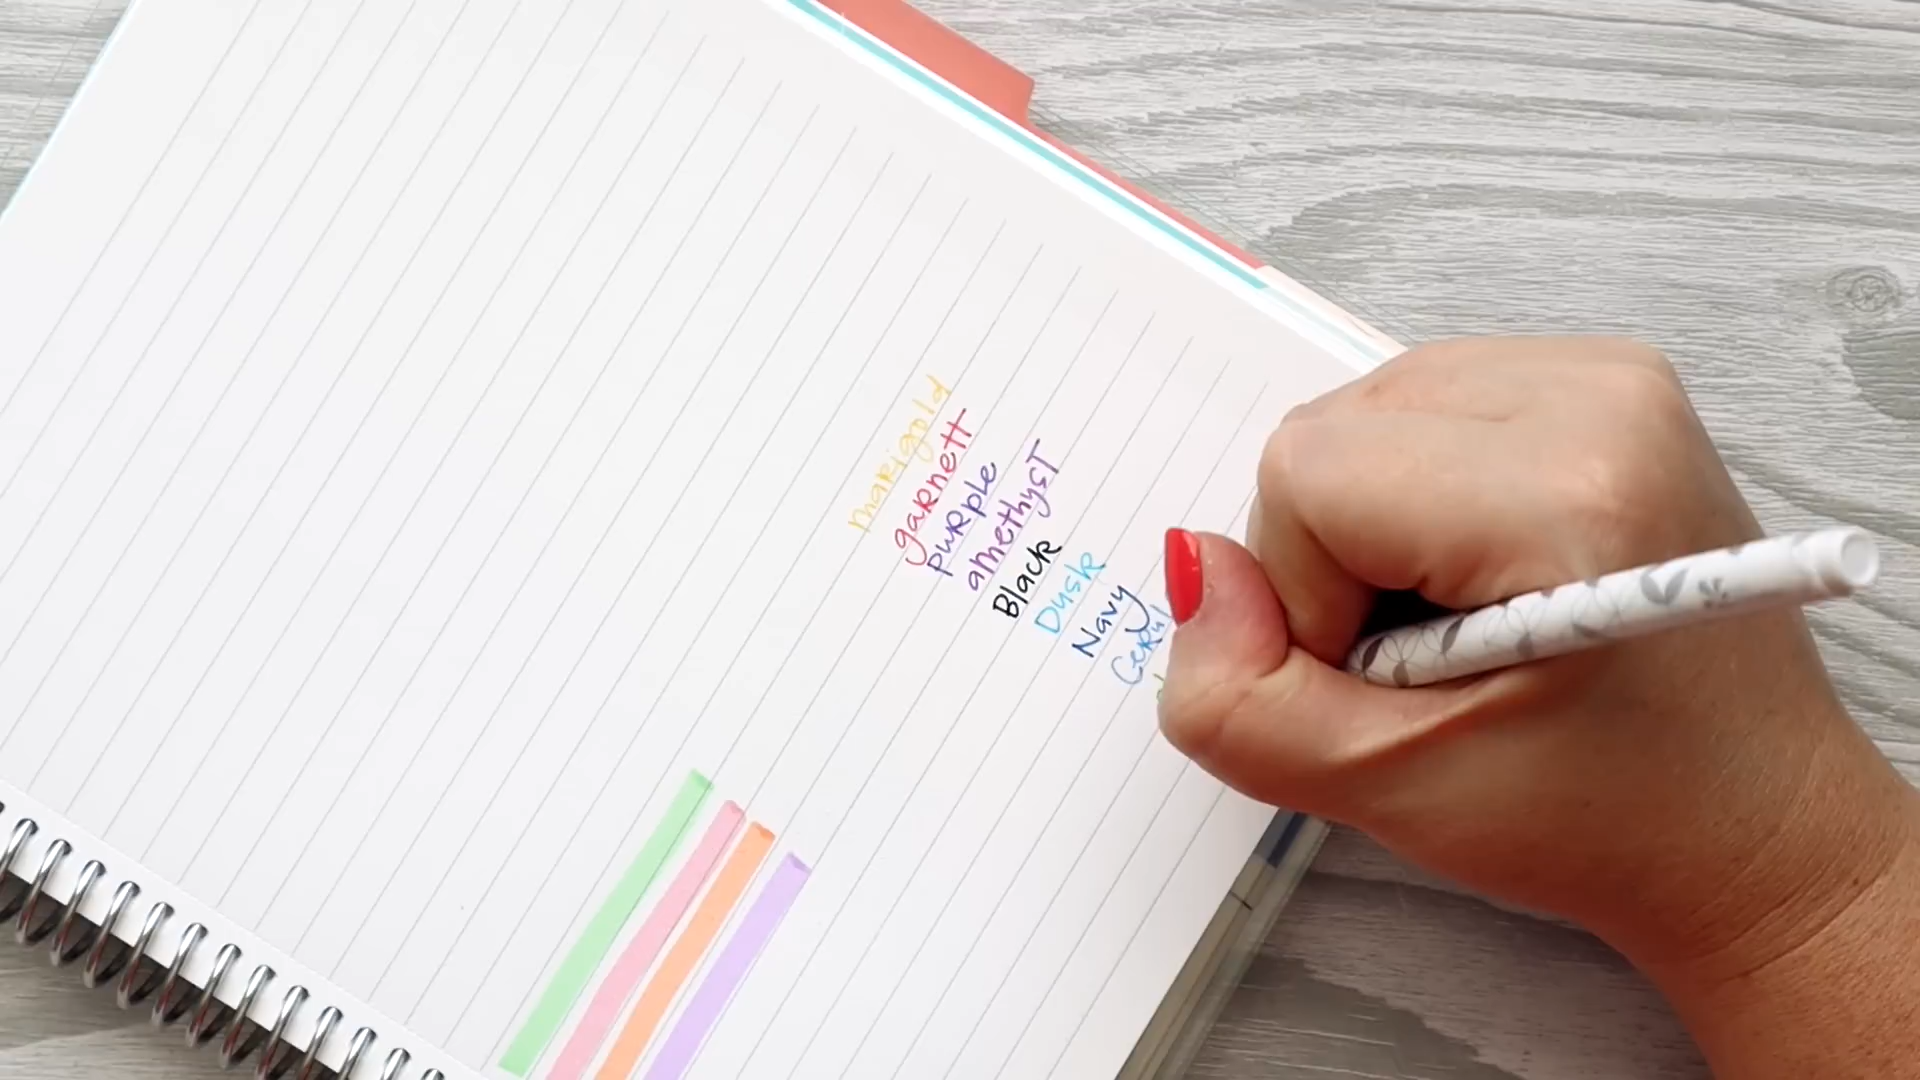 marigold
garnett
purple
amethyst
Black
Dusk
Navy